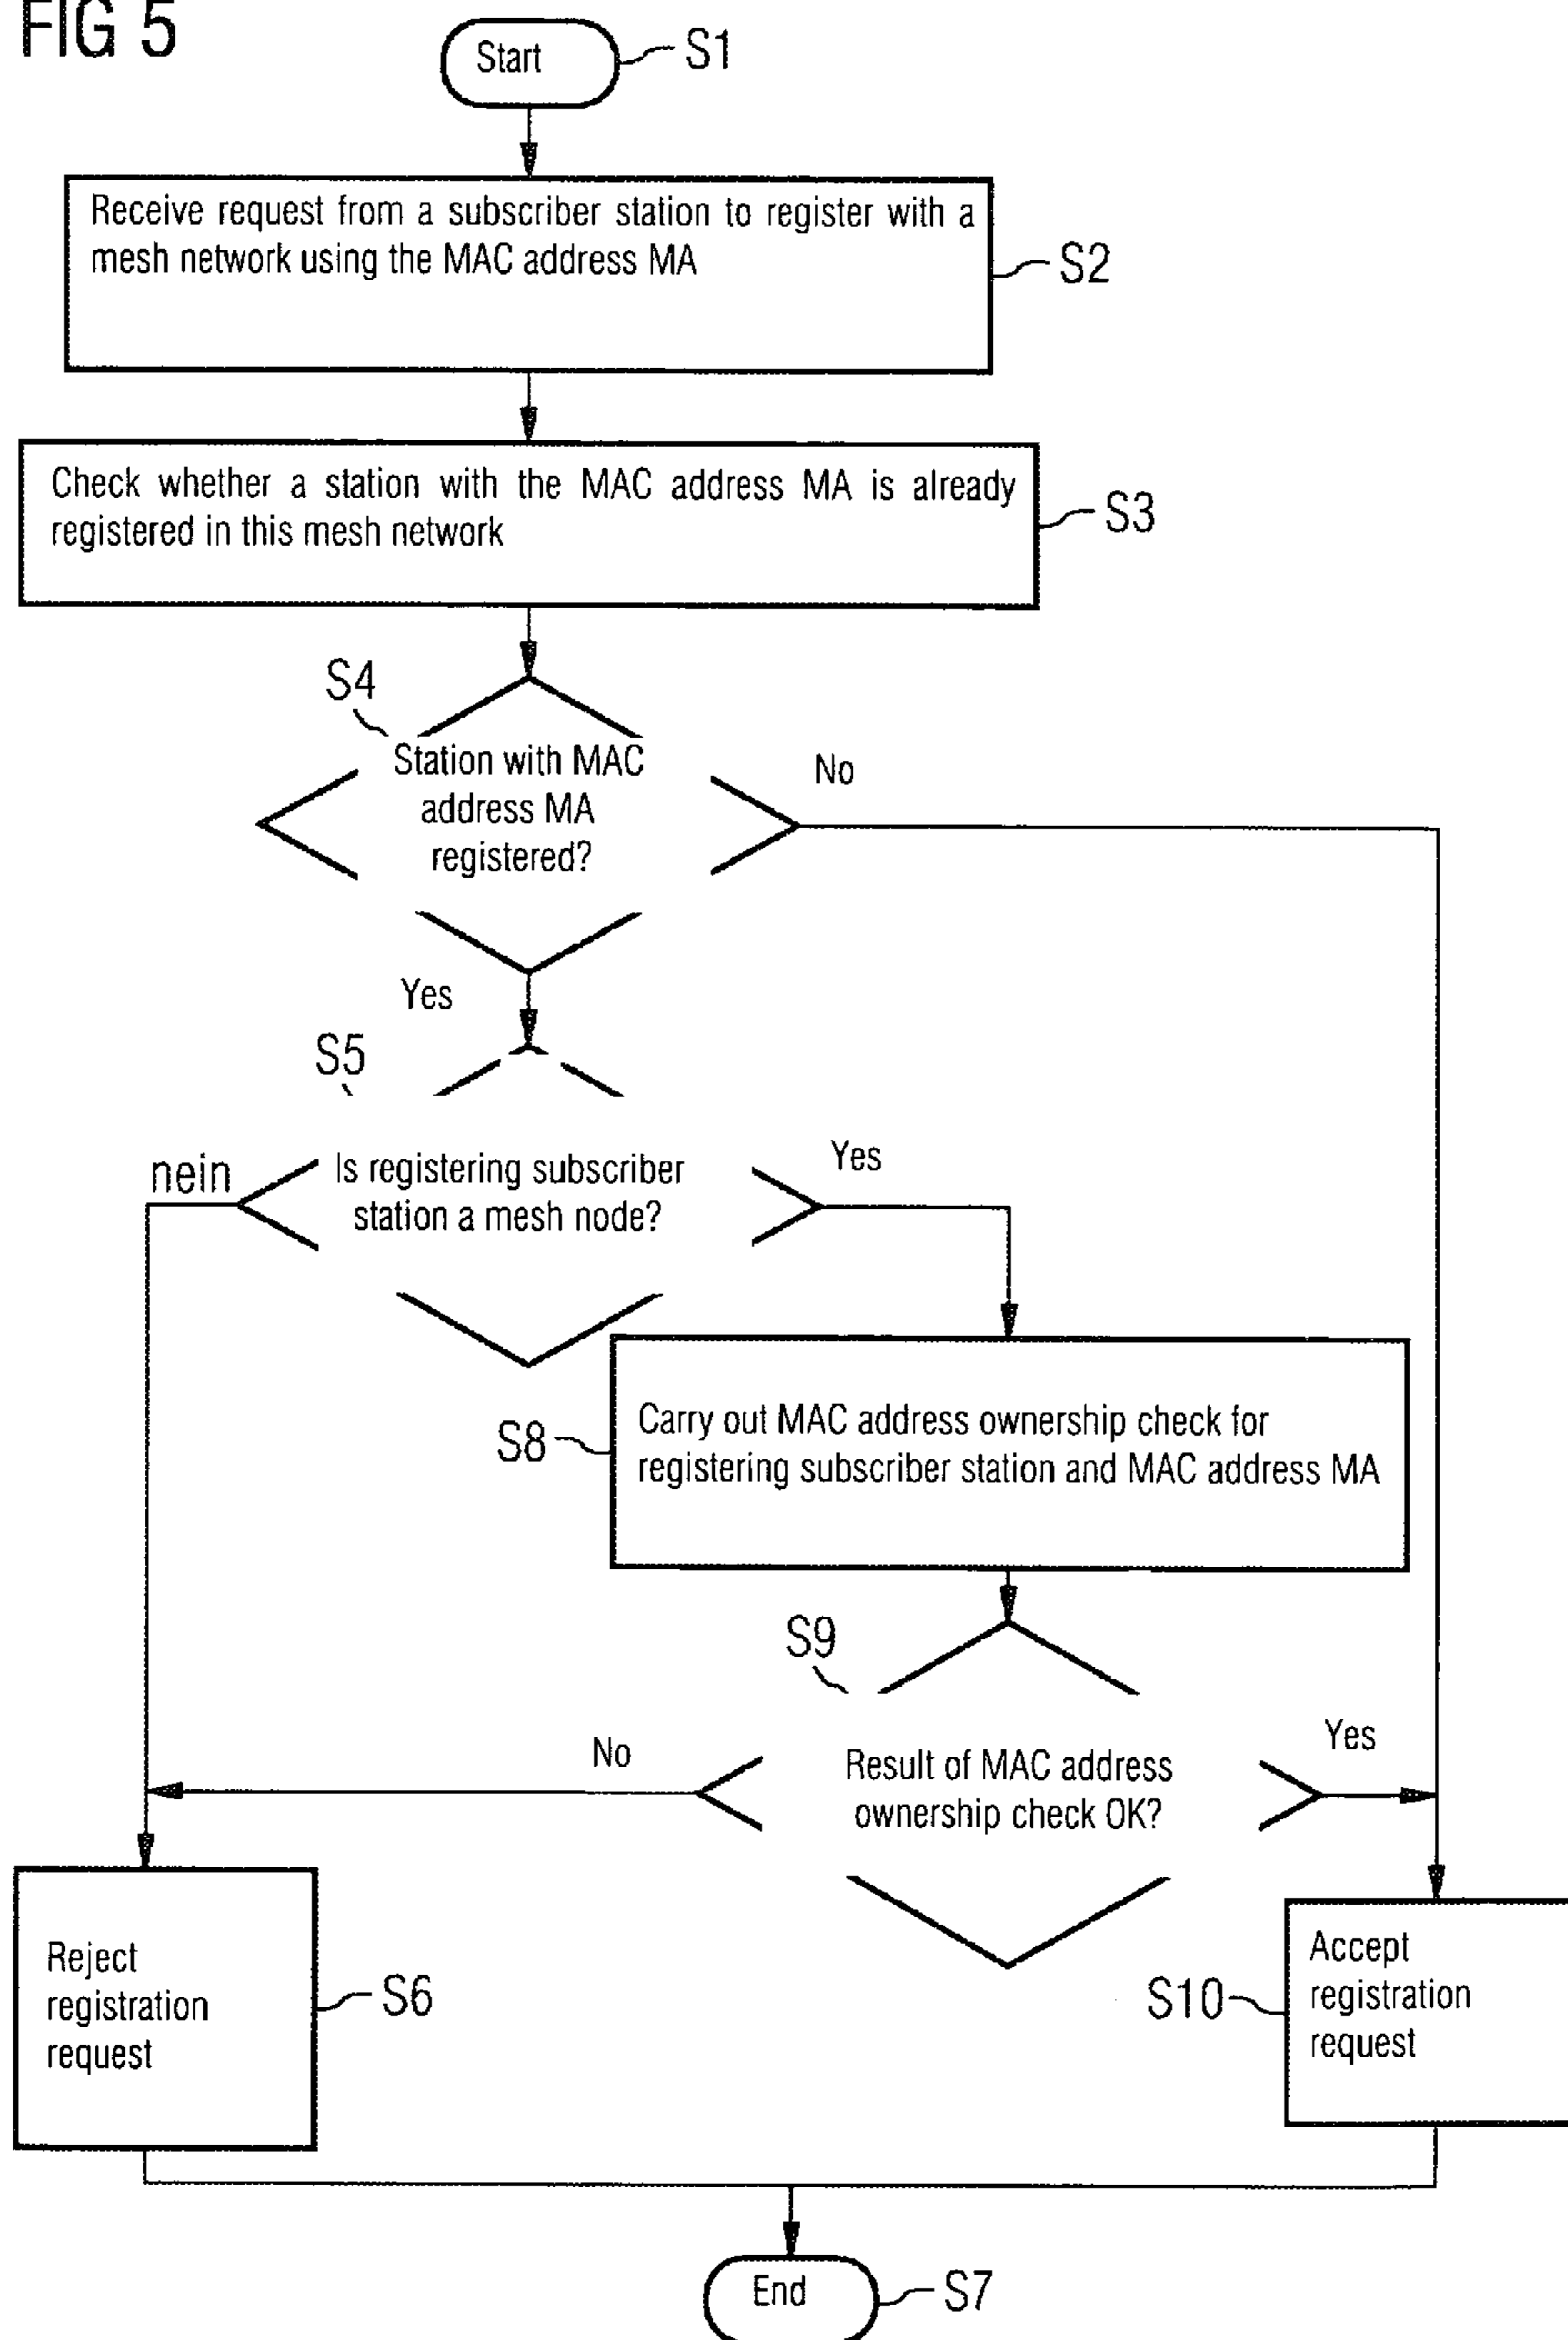 FIG 5
Start
S1
Receive request from a subscriber station to register with a
mesh network using the MAC address MA
S2
Check whether a station with the MAC address MA is already
registered in this mesh network
S3
S4
Station with MAC
address MA
registered?
No
Yes
S5
nein
Is registering subscriber
station a mesh node?
Yes
S8
Carry out MAC address ownership check for
registering subscriber station and MAC address MA
S9
No
Result of MAC address
ownership check OK?
Yes
Reject
registration
request
S6
S10
Accept
registration
request
End
S7